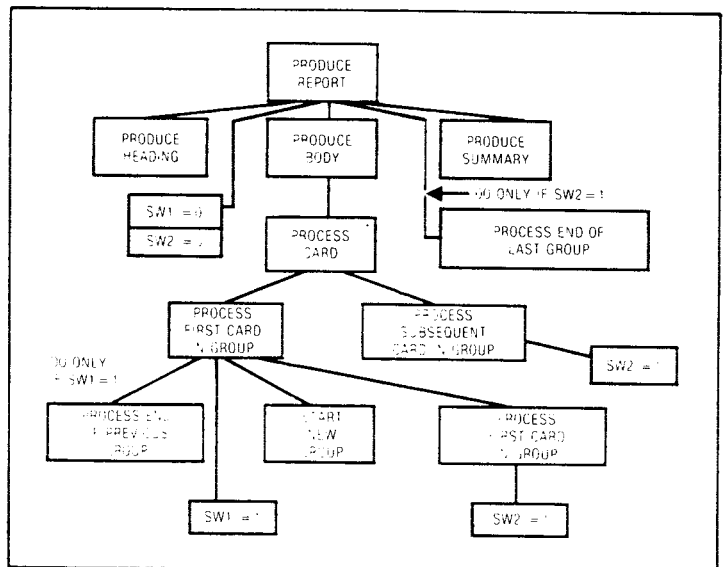 PRODUCE
REPORT
PRODUCE
HEADING
PRODUCE
BODY
PRODUCE
SUMMARY
SW1 = 0
SW2 = 0
DO ONLY IF SW2 = 1
PROCESS END OF
LAST GROUP
PROCESS
CARD
PROCESS
FIRST CARD
IN GROUP
PROCESS
SUBSEQUENT
CARD IN GROUP
SW2 = 1
DO ONLY
IF SW1 = 1
PROCESS END
PREVIOUS
GROUP
START
NEW
GROUP
PROCESS
FIRST CARD
IN GROUP
SW1 = 1
SW2 = 1